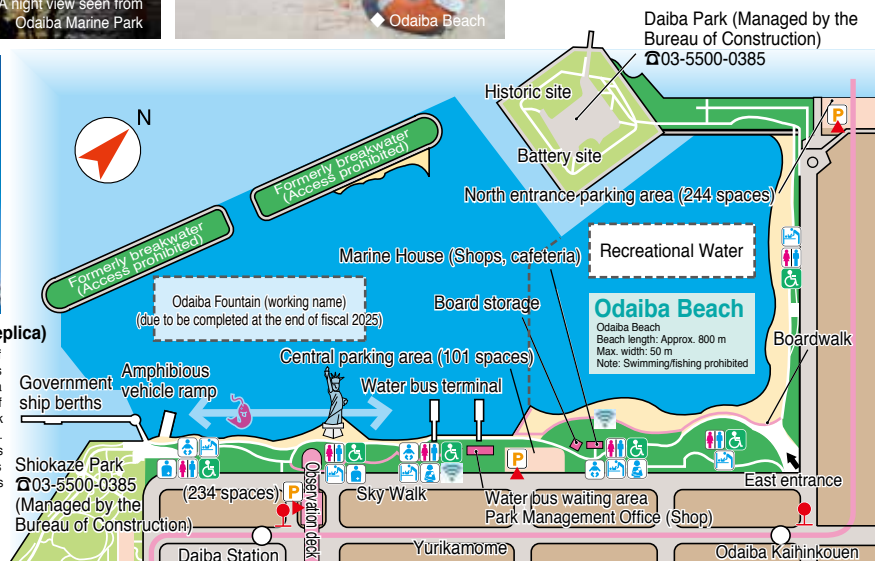 A night view seen from
Odaiba Marine Park
◆ Odaiba Beach
Daiba Park (Managed by the
Bureau of Construction)
☎03-5500-0385
Historic site
Battery site
N
P
Formerly breakwater
(Access prohibited)
Formerly breakwater
(Access prohibited)
North entrance parking area (244 spaces)
Recreational Water
Marine House (Shops, cafeteria)
Odaiba Fountain (working name)
(due to be completed at the end of fiscal 2025)
Board storage
Odaiba Beach
Odaiba Beach
Beach length: Approx. 800 m
Max. width: 50 m
Note: Swimming/fishing prohibited
Boardwalk
Central parking area (101 spaces)
Water bus terminal
Amphibious
vehicle ramp
Government
ship berths
Shiokaze Park
☎03-5500-0385
(Managed by the
Bureau of Construction)
(234 spaces)
P
Observation deck
Sky Walk
P
Water bus waiting area
Park Management Office (Shop)
East entrance
Daiba Station
Yurikamome
Odaiba Kaihinkouen